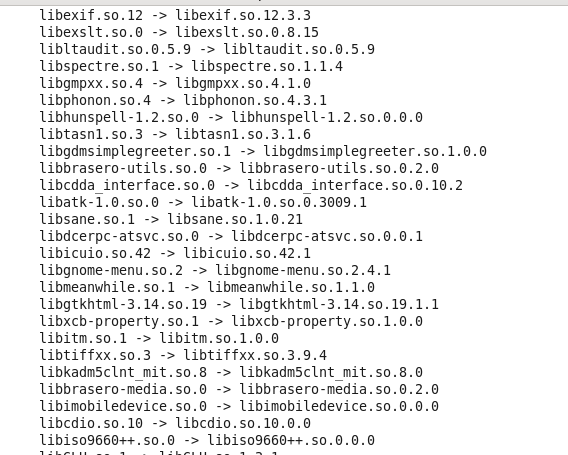 libexif.so.12 -> libexif.so.12.3.3
libexslt.so.0 -> libexslt.so.0.8.15
libltaudit.so.0.5.9 -> libltaudit.so.0.5.9
libspectre.so.1 -> libspectre.so.1.1.4
libgmpxx.so.4 -> libgmpxx.so.4.1.0
libphonon.so.4 -> libphonon.so.4.3.1
libhunspell-1.2.so.0 -> libhunspell-1.2.so.0.0.0
libtasn1.so.3 -> libtasn1.so.3.1.6
libgdmsimplegreeter.so.1 -> libgdmsimplegreeter.so.1.0.0
libbrasero-utils.so.0 -> libbrasero-utils.so.0.2.0
libcdda_interface.so.0 -> libcdda_interface.so.0.10.2
libatk-1.0.so.0 -> libatk-1.0.so.0.3009.1
libsane.so.1 -> libsane.so.1.0.21
libdcerpc-atsvc.so.0 -> libdcerpc-atsvc.so.0.0.1
libicuio.so.42 -> libicuio.so.42.1
libgnome-menu.so.2 -> libgnome-menu.so.2.4.1
libmeanwhile.so.1 -> libmeanwhile.so.1.1.0
libgtkhtml-3.14.so.19 -> libgtkhtml-3.14.so.19.1.1
libxcb-property.so.1 -> libxcb-property.so.1.0.0
libitm.so.1 -> libitm.so.1.0.0
libtiffxx.so.3 -> libtiffxx.so.3.9.4
libkadm5clnt_mit.so.8 -> libkadm5clnt_mit.so.8.0
libbrasero-media.so.0 -> libbrasero-media.so.0.2.0
libimobiledevice.so.0 -> libimobiledevice.so.0.0.0
libcdio.so.10 -> libcdio.so.10.0.0
libiso9660++.so.0 -> libiso9660++.so.0.0.0